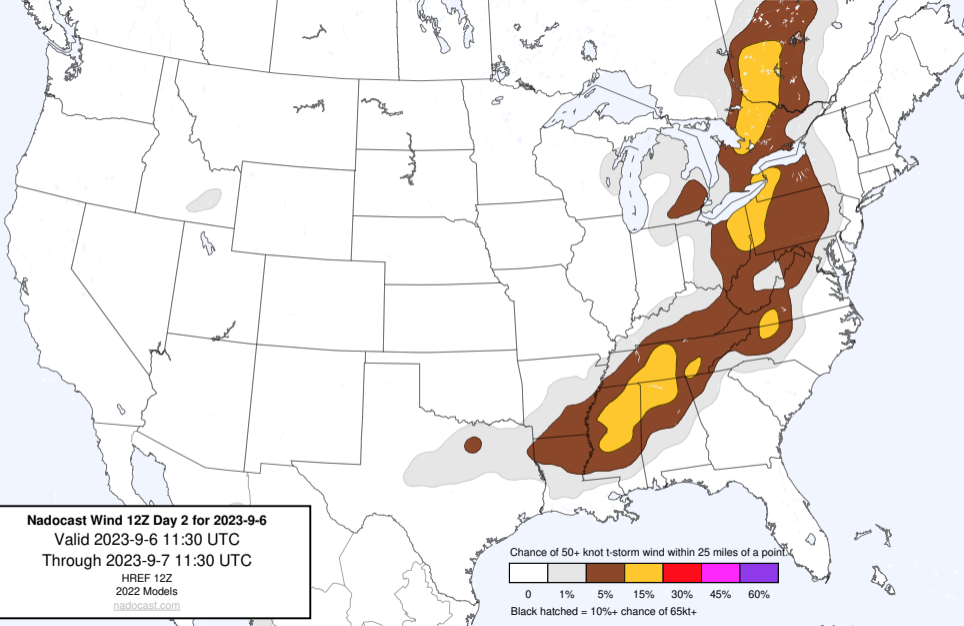 Nadocast Wind 12Z Day 2 for 2023-9-6
Valid 2023-9-6 11:30 UTC
Through 2023-9-7 11:30 UTC
HREF 12Z
2022 Models
nadocast.com
Chance of 50+ knot t-storm wind within 25 miles of a point.
0 1% 5% 15% 30% 45% 60%
Black hatched = 10%+ chance of 65kt+